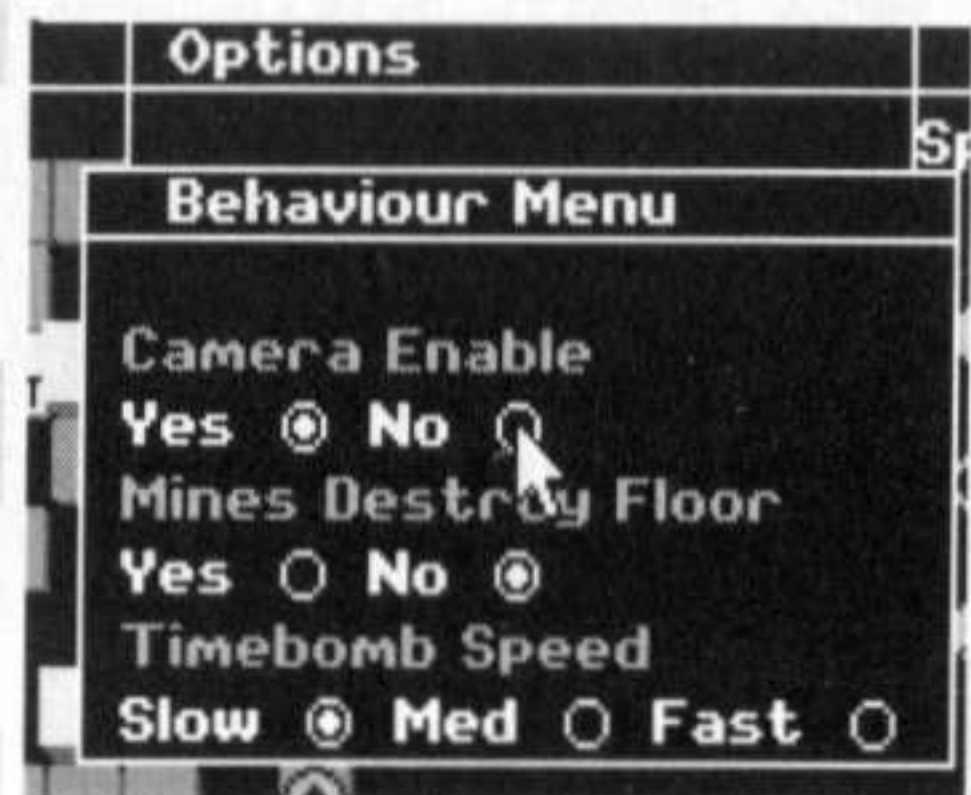 Options
Behaviour Menu
Camera Enable
Yes No
Mines Destroy Floor
Yes No
Timebomb Speed
Slow Med Fast